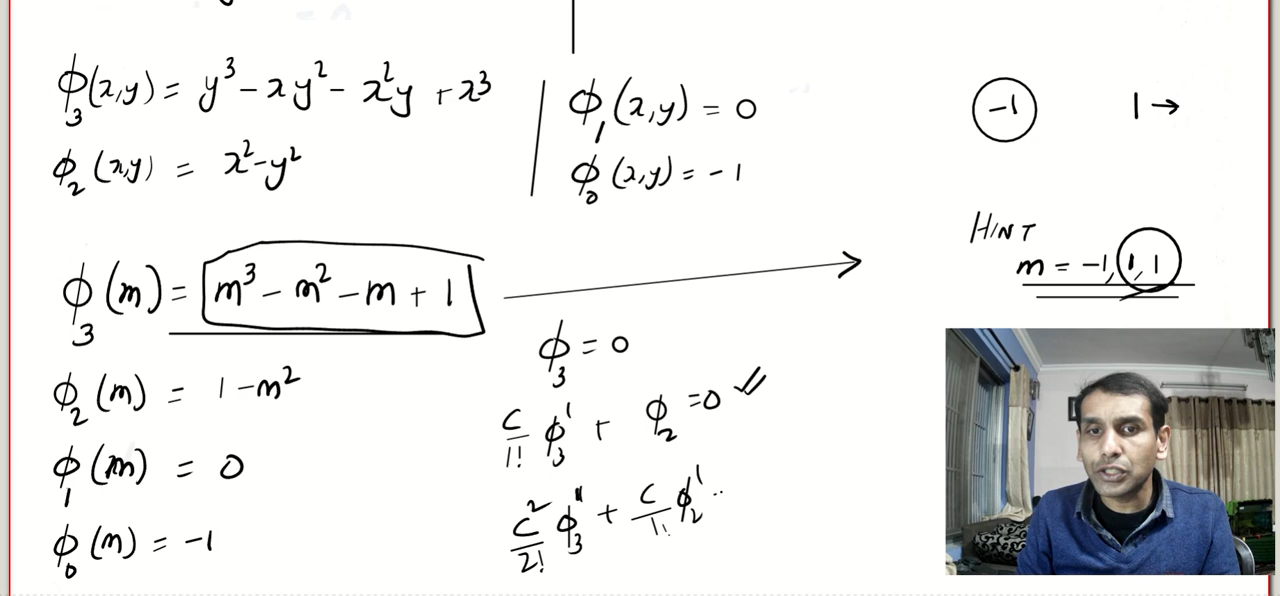 ϕ₃(x,y) = y³ - xy² - x²y + x³
ϕ₂(x,y) = x² - y²
ϕ₁(x,y) = 0
ϕ₀(x,y) = -1
-1 1 →
HINT
m = -1, 1, 1
ϕ₃(m) = m³ - m² - m + 1
ϕ₂(m) = 1 - m²
ϕ₁(m) = 0
ϕ₀(m) = -1
ϕ₃ = 0
c/1! ϕ₃' + ϕ₂ = 0 ✓
c²/2! ϕ₃'' + c/1! ϕ₂' ..